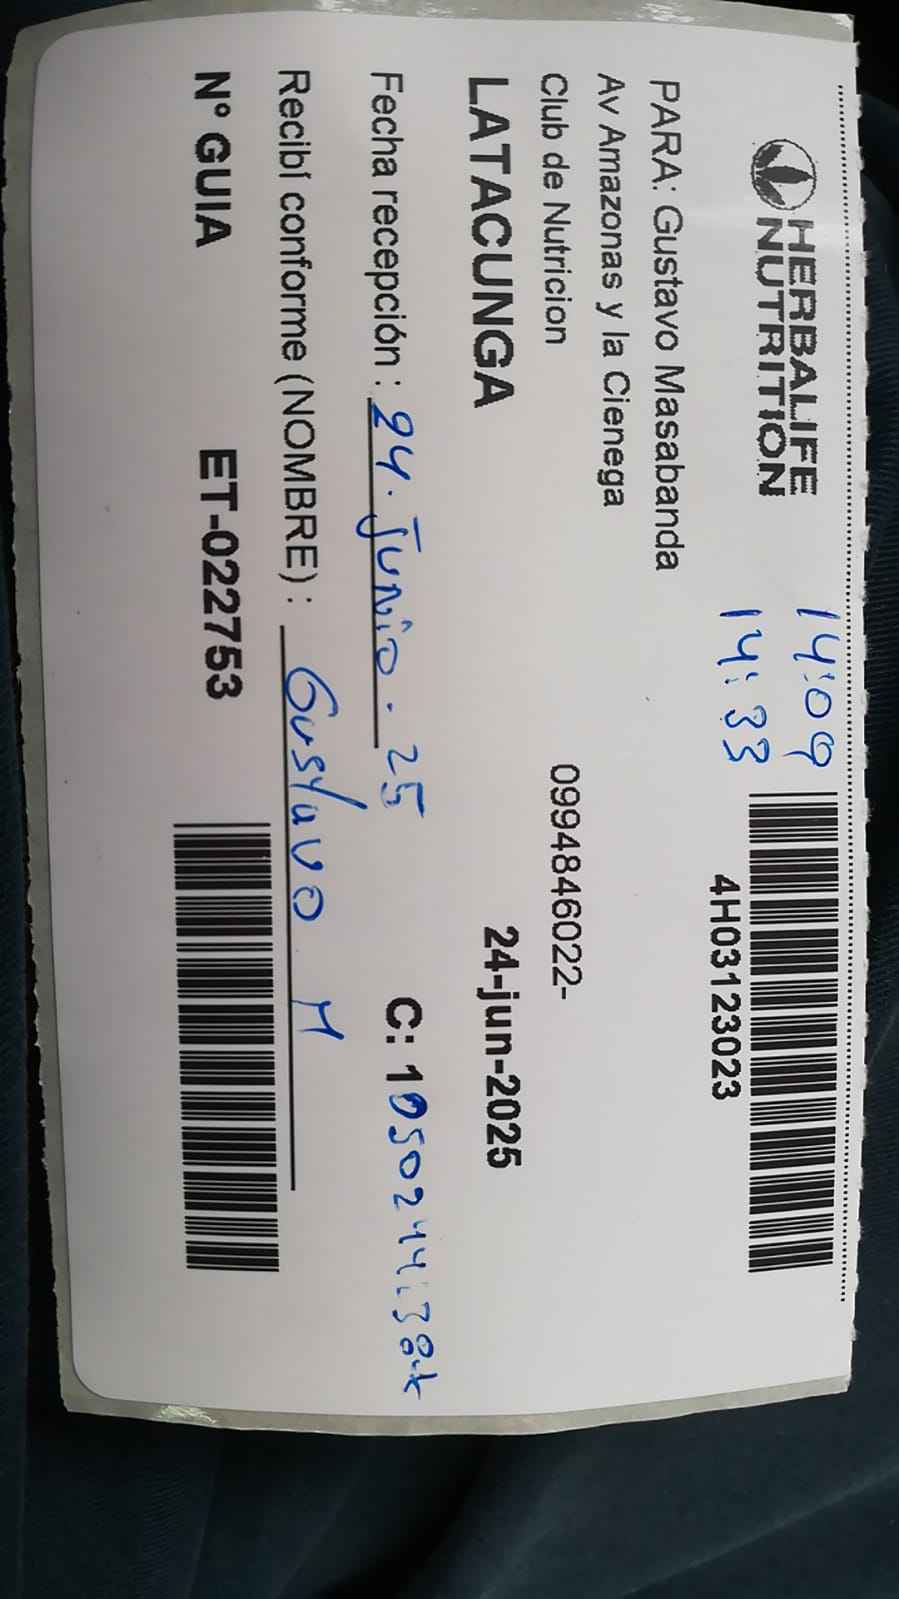 HERBALIFE
NUTRITION
14:09
14:33
4H03123023
PARA: Gustavo Masabanda
Av Amazonas y la Cienega
Club de Nutricion
0994846022-
LATACUNGA
24-jun-2025
Fecha recepción : 24. Junio. 25
C: 1
Recibí conforme (NOMBRE) : Gustavo M
N° GUIA ET-022753